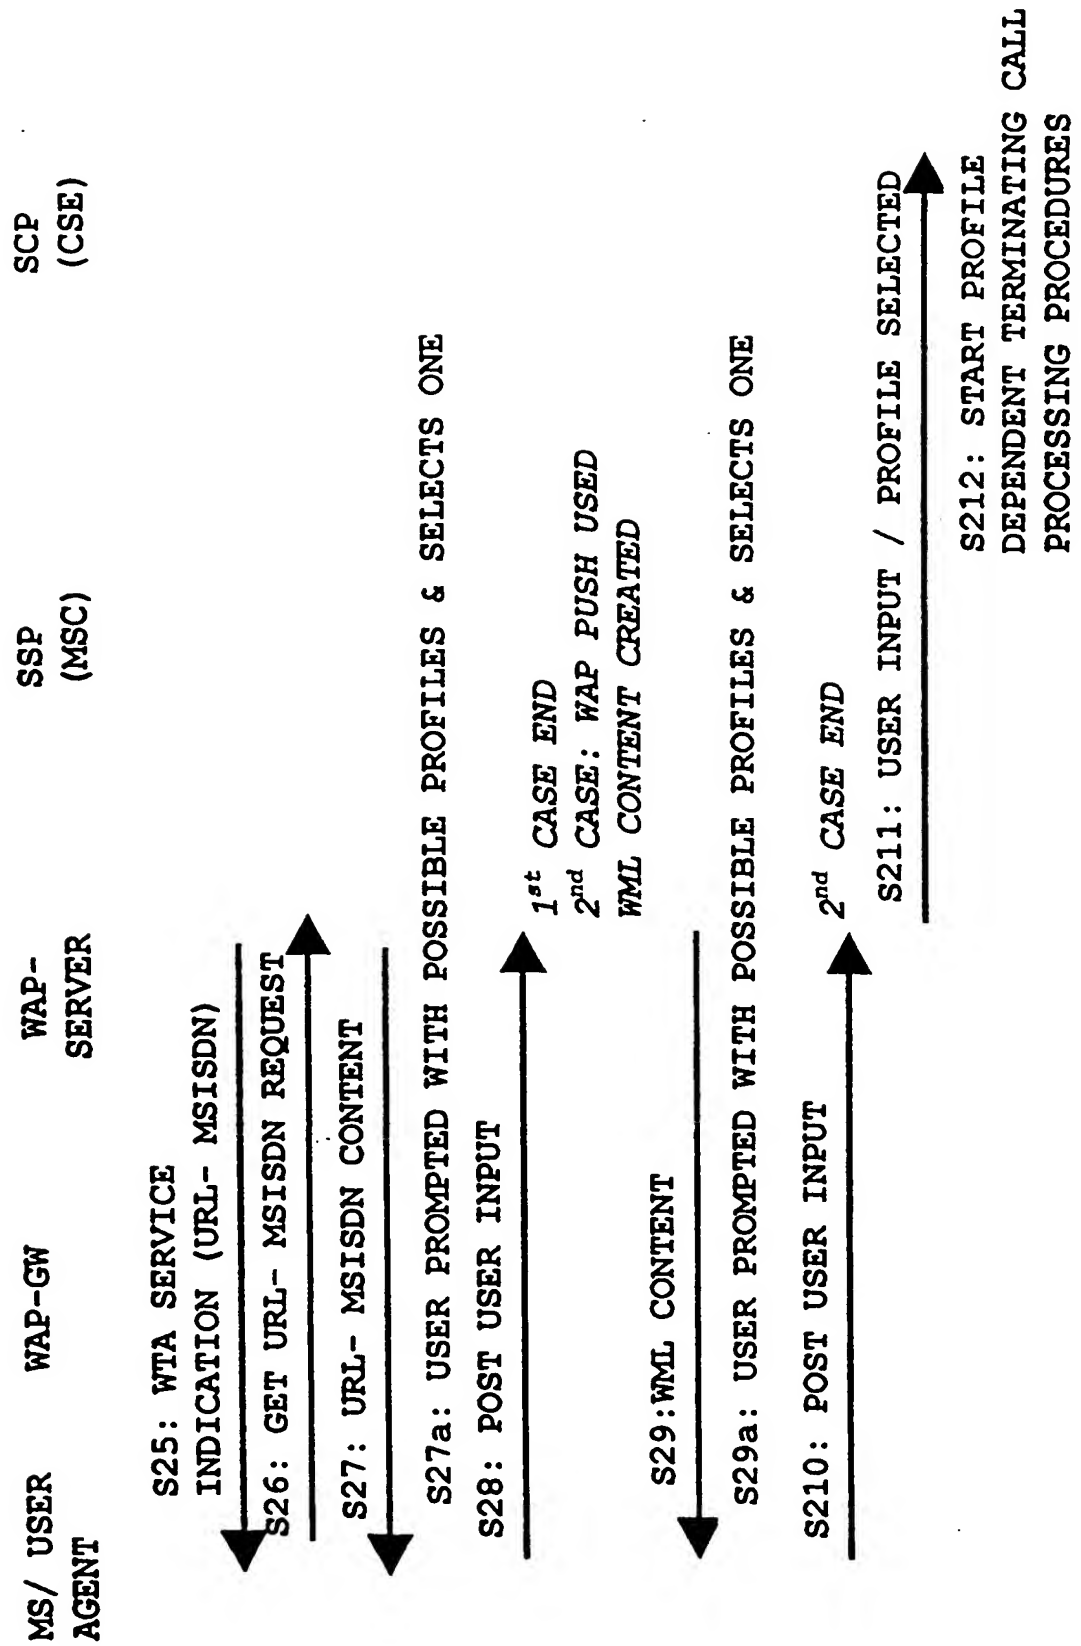 MS/ USER
AGENT
WAP-GW
WAP-
SERVER
SSP
(MSC)
SCP
(CSE)
S25: WTA SERVICE
INDICATION (URL- MSISDN)
S26: GET URL- MSISDN REQUEST
S27: URL- MSISDN CONTENT
S27a: USER PROMPTED WITH POSSIBLE PROFILES & SELECTS ONE
S28: POST USER INPUT
1st CASE END
2nd CASE: WAP PUSH USED
WML CONTENT CREATED
S29:WML CONTENT
S29a: USER PROMPTED WITH POSSIBLE PROFILES & SELECTS ONE
S210: POST USER INPUT
2nd CASE END
S211: USER INPUT / PROFILE SELECTED
S212: START PROFILE
DEPENDENT TERMINATING CALL
PROCESSING PROCEDURES